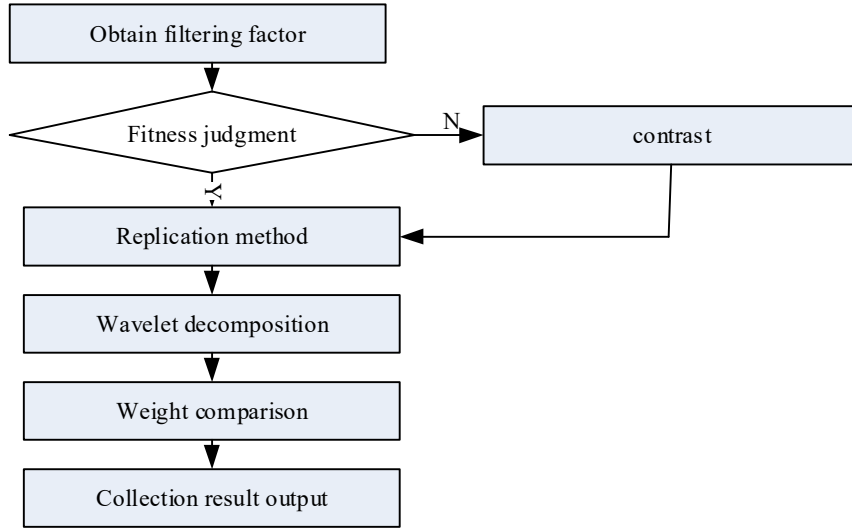 Obtain filtering factor
Fitness judgment
N
contrast
Y
Replication method
Wavelet decomposition
Weight comparison
Collection result output